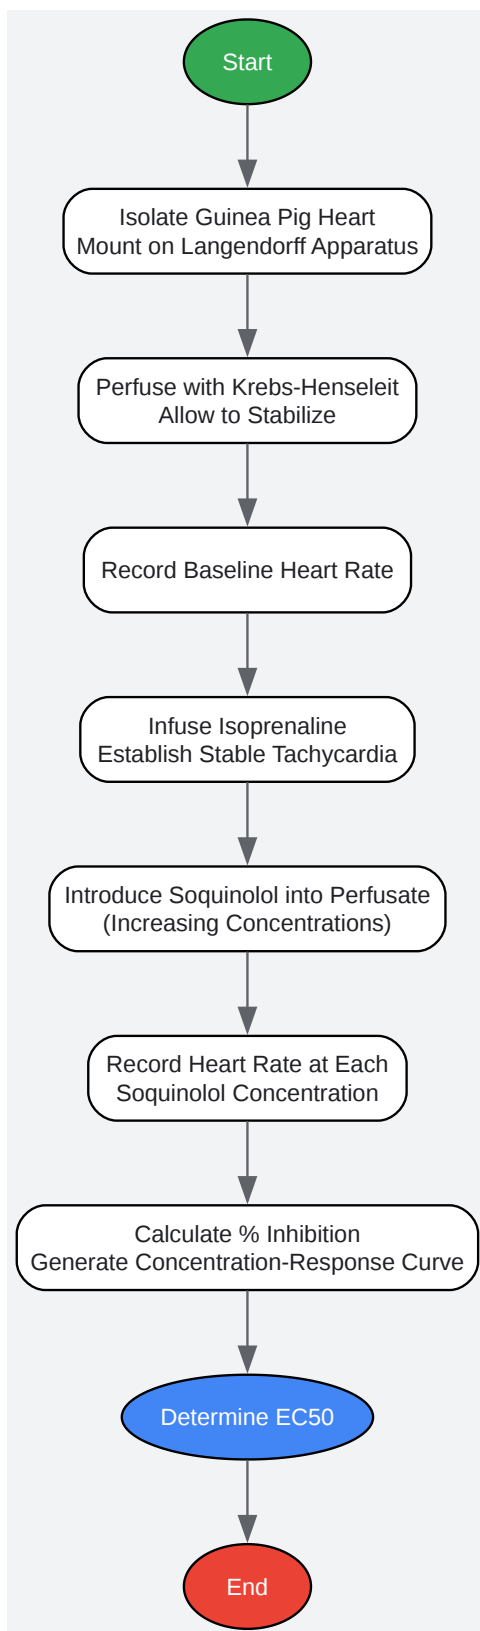 Start
Isolate Guinea Pig Heart
Mount on Langendorff Apparatus
Perfuse with Krebs-Henseleit
Allow to Stabilize
Record Baseline Heart Rate
Infuse Isoprenaline
Establish Stable Tachycardia
Introduce Soquinolol into Perfusate
(Increasing Concentrations)
Record Heart Rate at Each
Soquinolol Concentration
Calculate % Inhibition
Generate Concentration-Response Curve
Determine EC50
End